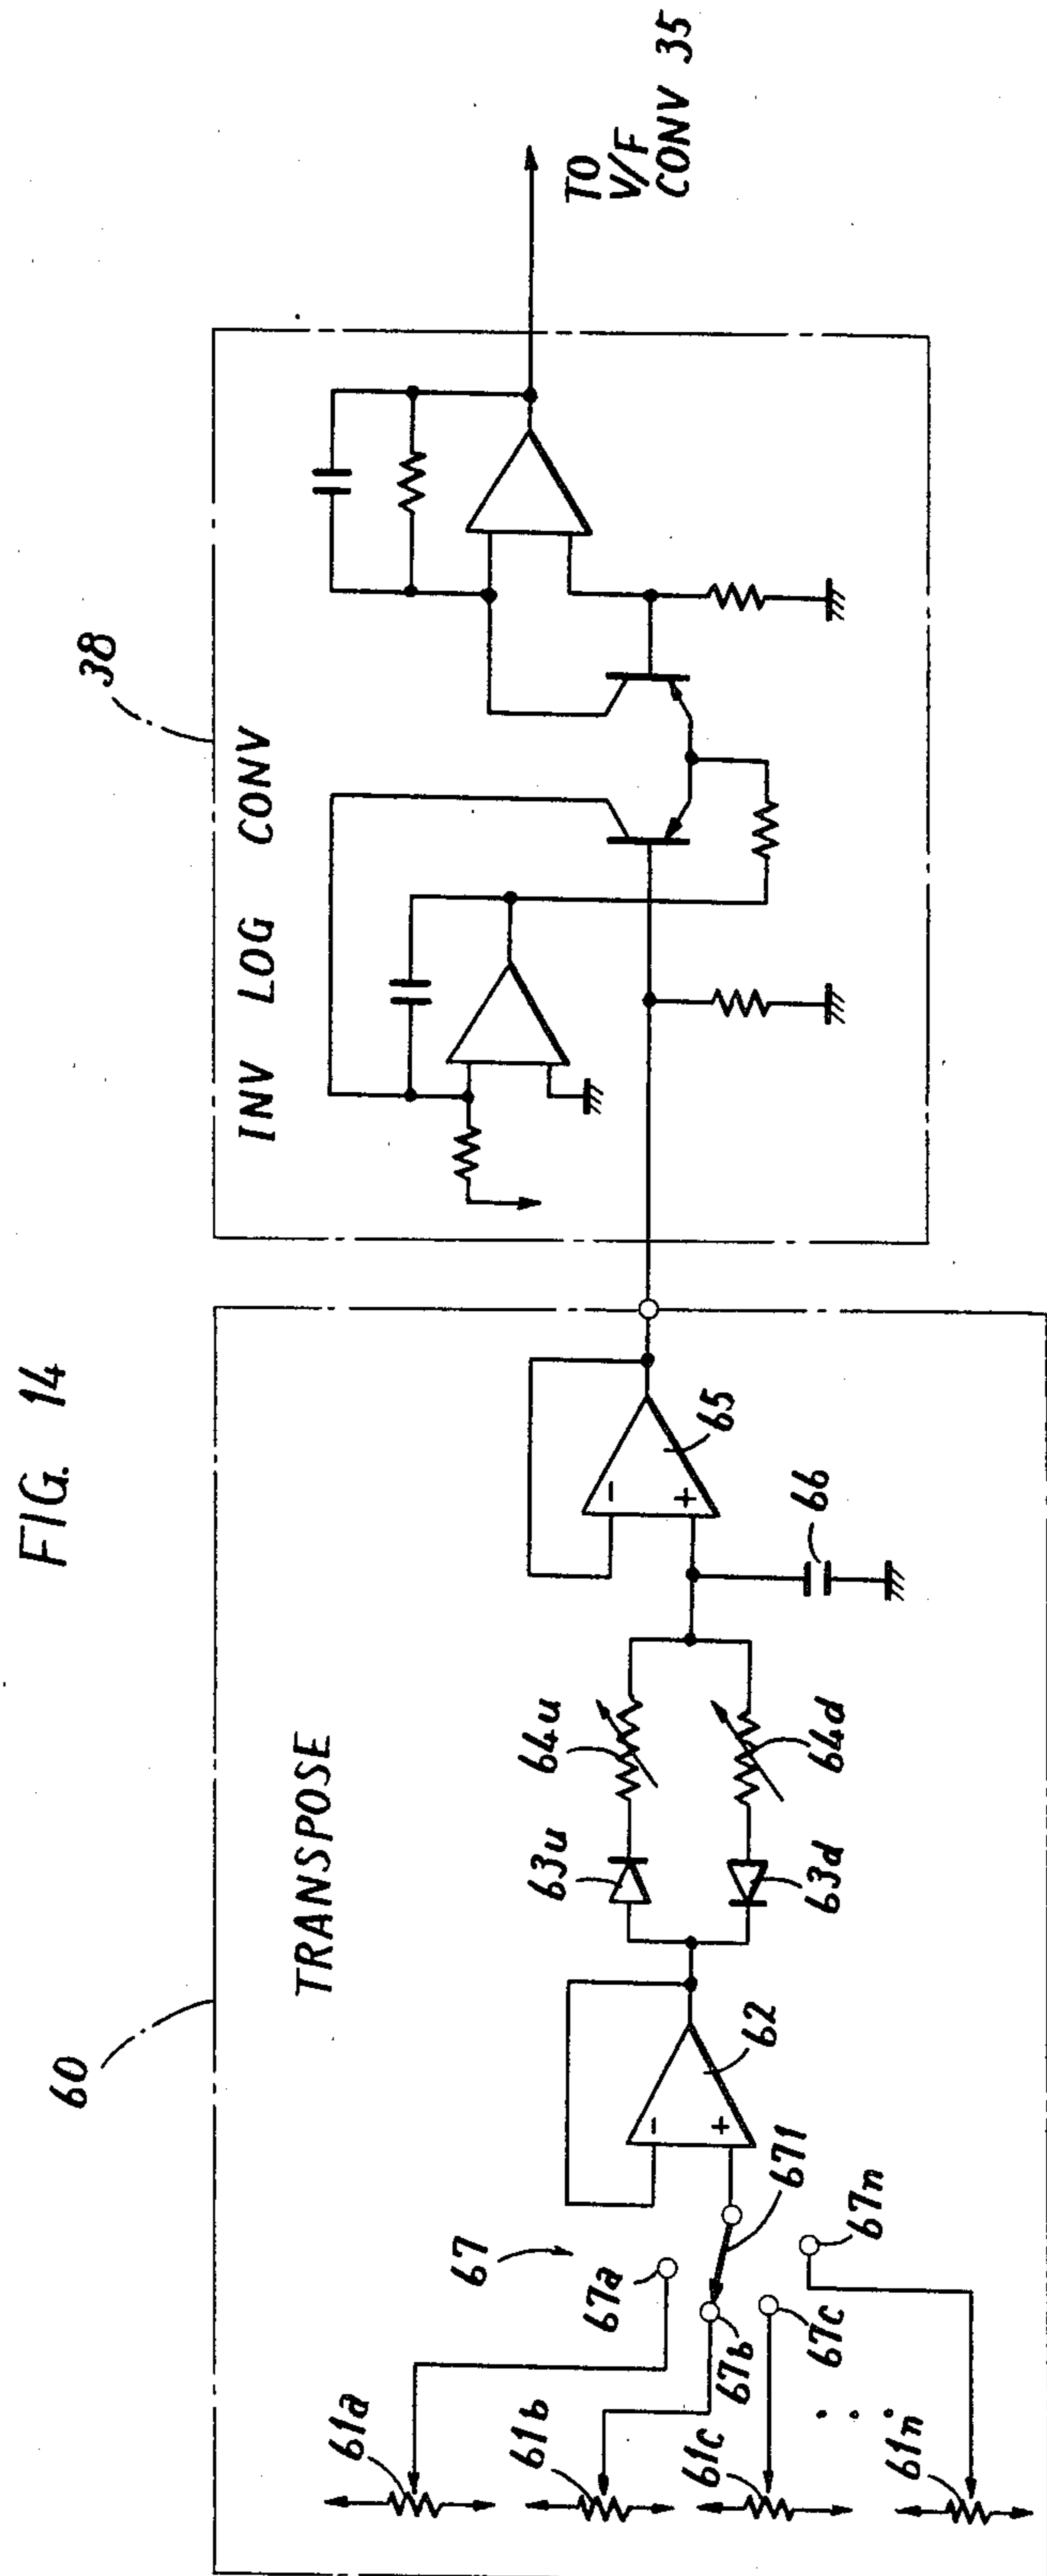 FIG. 14
60
TRANSPOSE
61a
61b
61c
61n
67
67a
67b
67c
67n
671
62
-
+
63u
63d
64u
64d
65
-
+
66
38
INV LOG CONV
TO
V/F
CONV 35